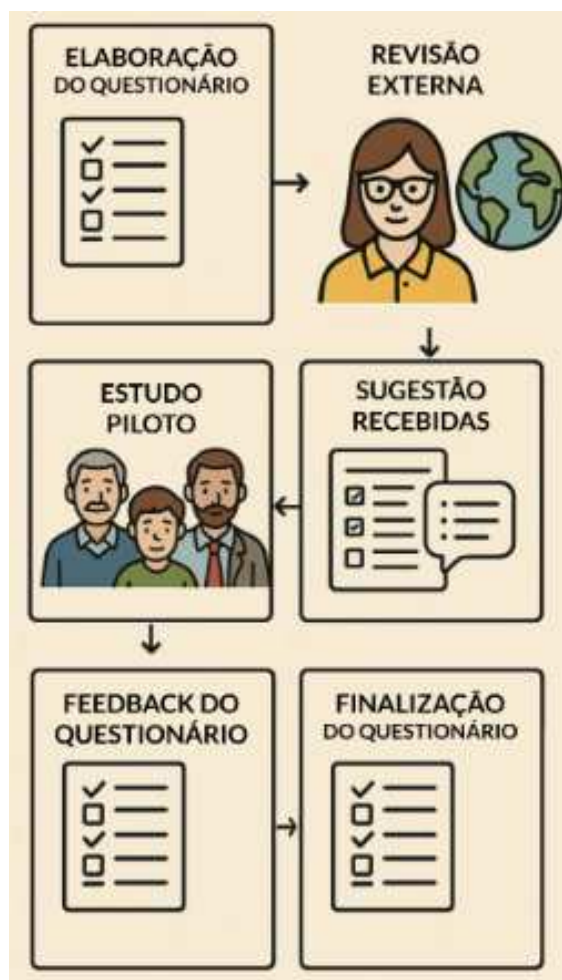 ELABORAÇÃO
DO QUESTIONÁRIO
REVISÃO
EXTERNA
SUGESTÃO
RECEBIDAS
ESTUDO
PILOTO
FEEDBACK DO
QUESTIONÁRIO
FINALIZAÇÃO
DO QUESTIONÁRIO